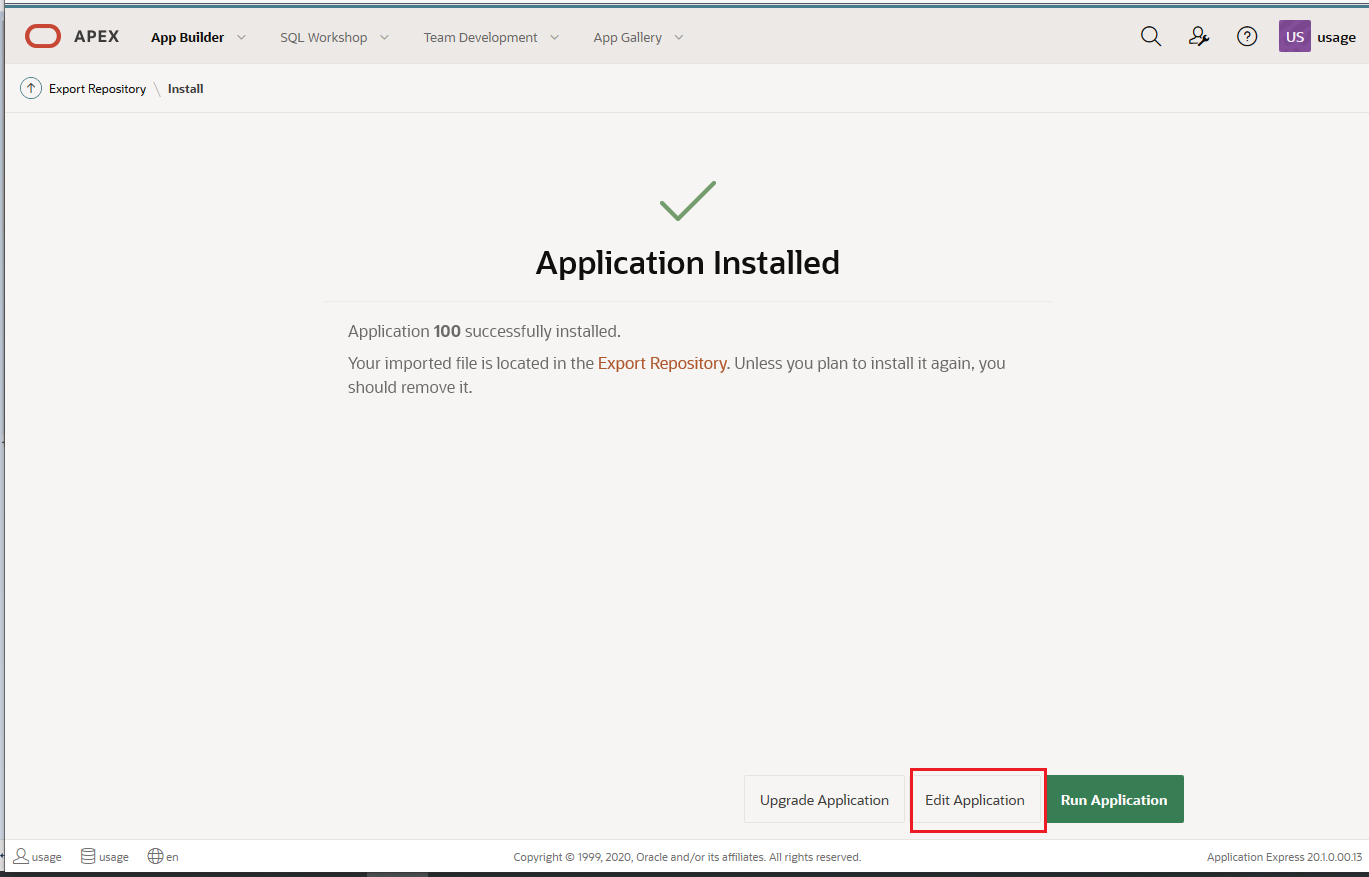 APEX App Builder SQL Workshop Team Development App Gallery US usage
Export Repository \ Install
Application Installed
Application 100 successfully installed.
Your imported file is located in the Export Repository. Unless you plan to install it again, you
should remove it.
Upgrade Application Edit Application Run Application
usage usage en Copyright © 1999, 2020, Oracle and/or its affiliates. All rights reserved. Application Express 20.1.0.00.13